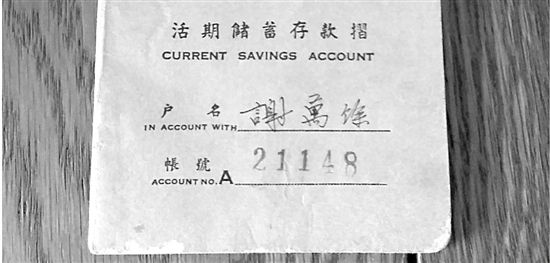 活期儲蓄存款摺
CURRENT SAVINGS ACCOUNT
户名 謝萬餘
IN ACCOUNT WITH
帳號 21148
ACCOUNT NO. A